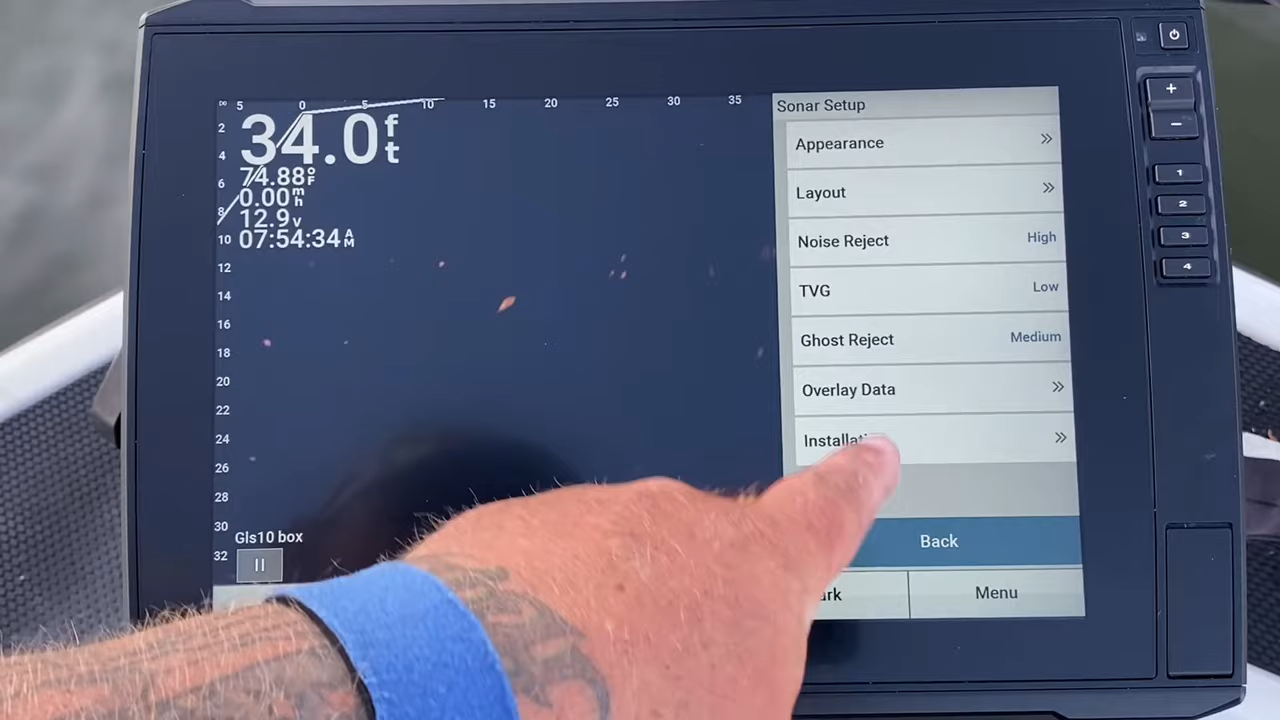 5 0 5 10 15 20 25 30 35
34.0 ft
74.88°F
0.00mh
12.9v
07:54:34AM
2
4
6
8
10
12
14
16
18
20
22
24
26
28
30
32
Gls10 box
Sonar Setup
Appearance
Layout
Noise Reject High
TVG Low
Ghost Reject Medium
Overlay Data
Back
Menu
+
−
1
2
3
4